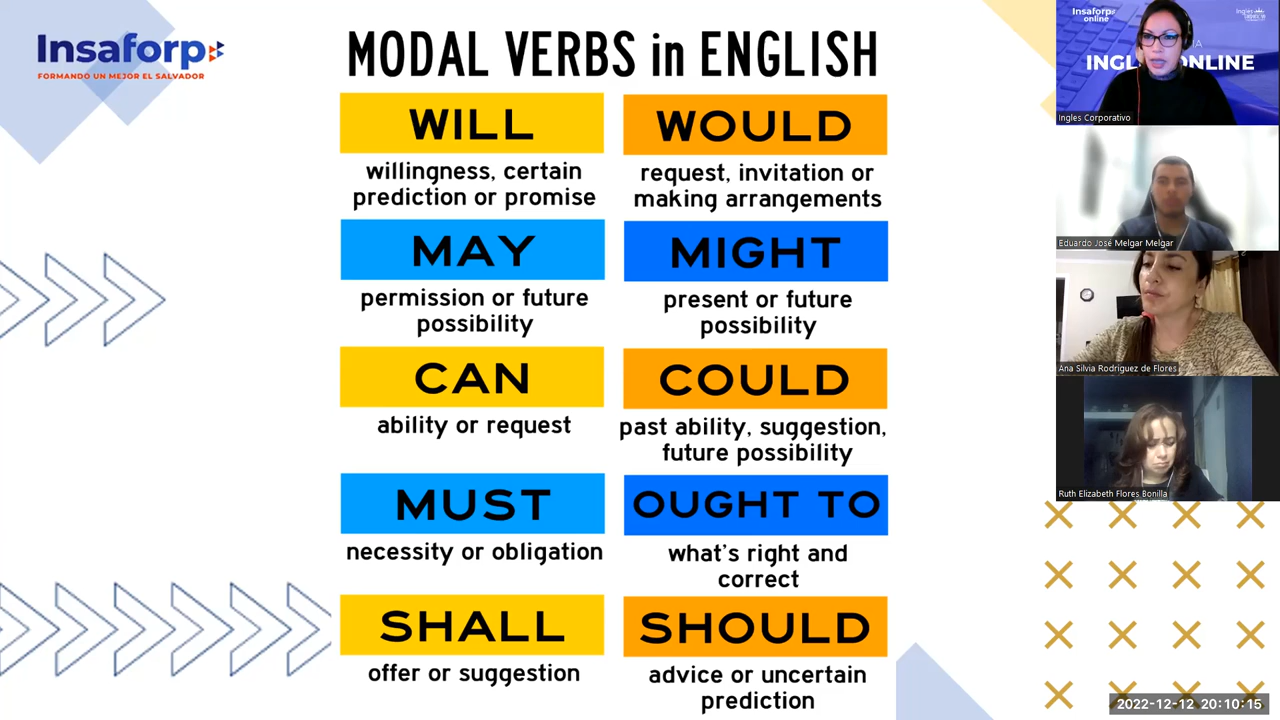 Insaforp
FORMANDO UN MEJOR EL SALVADOR
MODAL VERBS in ENGLISH
WILL
willingness, certain
prediction or promise
WOULD
request, invitation or
making arrangements
MAY
permission or future
possibility
MIGHT
present or future
possibility
CAN
ability or request
COULD
past ability, suggestion,
future possibility
MUST
necessity or obligation
OUGHT TO
what's right and
correct
SHALL
offer or suggestion
SHOULD
advice or uncertain
prediction
Insaforp
online
ONLINE
Ingles Corporativo
Eduardo José Melgar Melgar
Ana Silvia Rodriguez de Flores
Ruth Elizabeth Flores Bonilla
2022-12-12 20:10:15